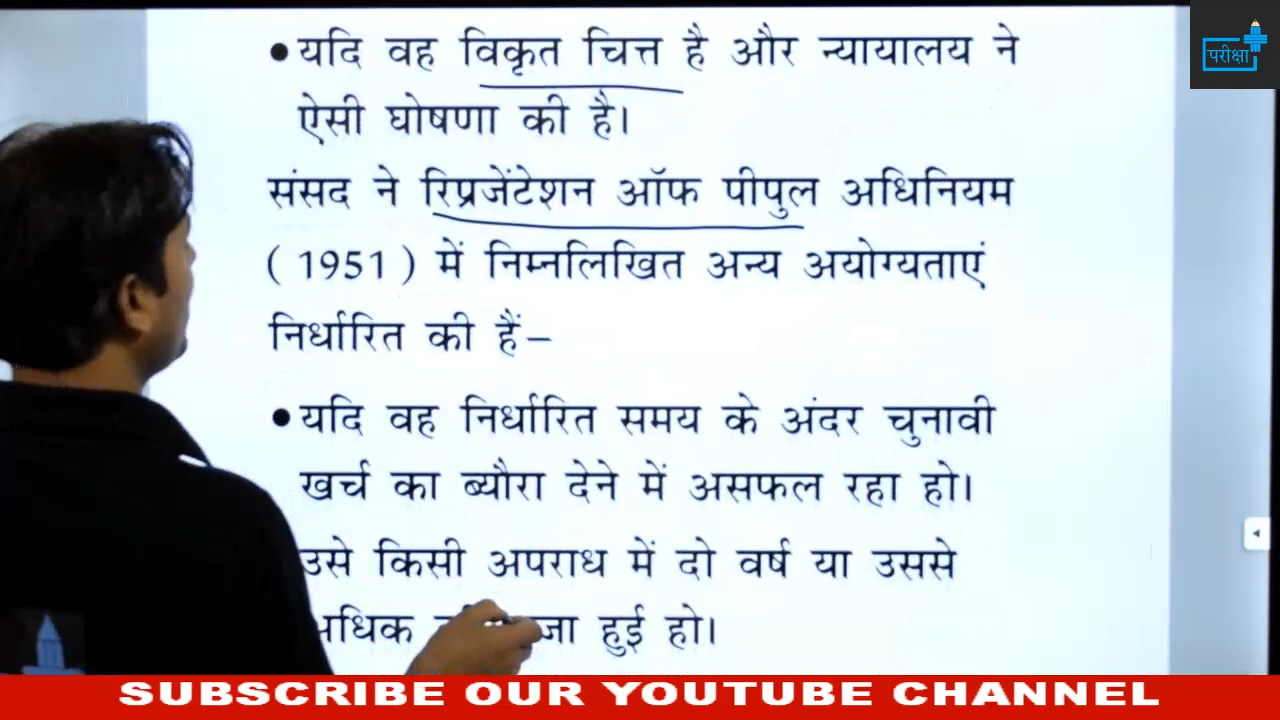 • यदि वह विकृत चित्त है और न्यायालय ने
ऐसी घोषणा की है।
संसद ने रिप्रजेंटेशन ऑफ पीपुल अधिनियम
( 1951 ) में निम्नलिखित अन्य अयोग्यताएं
निर्धारित की हैं–
• यदि वह निर्धारित समय के अंदर चुनावी
खर्च का ब्यौरा देने में असफल रहा हो।
उसे किसी अपराध में दो वर्ष या उससे
हुई हो।
परीक्षा
SUBSCRIBE OUR YOUTUBE CHANNEL